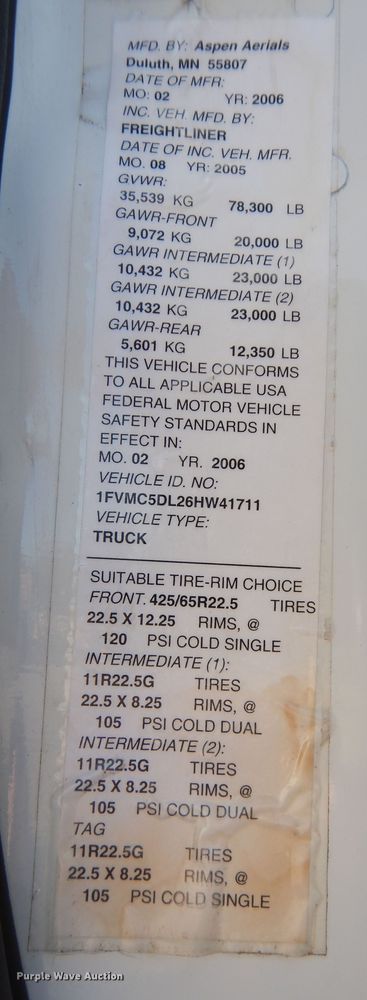 MFD. BY: Aspen Aerials
Duluth, MN 55807
DATE OF MFR:
MO: 02 YR: 2006
INC. VEH. MFD. BY:
FREIGHTLINER
DATE OF INC. VEH. MFR.
MO. 08 YR: 2005
GVWR:
35,539 KG 78,300 LB
GAWR-FRONT
9,072 KG 20,000 LB
GAWR INTERMEDIATE (1)
10,432 KG 23,000 LB
GAWR INTERMEDIATE (2)
10,432 KG 23,000 LB
GAWR-REAR
5,601 KG 12,350 LB
THIS VEHICLE CONFORMS
TO ALL APPLICABLE USA
FEDERAL MOTOR VEHICLE
SAFETY STANDARDS IN
EFFECT IN:
MO. 02 YR. 2006
VEHICLE ID. NO:
1FVMC5DL26HW41711
VEHICLE TYPE:
TRUCK
SUITABLE TIRE-RIM CHOICE
FRONT. 425/65R22.5 TIRES
22.5 X 12.25 RIMS, @
120 PSI COLD SINGLE
INTERMEDIATE (1):
11R22.5G TIRES
22.5 X 8.25 RIMS, @
105 PSI COLD DUAL
INTERMEDIATE (2):
11R22.5G TIRES
22.5 X 8.25 RIMS, @
105 PSI COLD DUAL
TAG
11R22.5G TIRES
22.5 X 8.25 RIMS, @
105 PSI COLD SINGLE
Purple Wave Auction